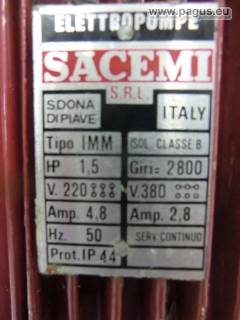 www.pagus.eu
ELETTROPOMPE
SACEMI
S.R.L.
S.DONA
DI PIAVE
ITALY
Tipo IMM ISOL. CLASSE B
HP 1,5 Giri= 2800
V. 220 V. 380
Amp. 4,8 Amp. 2,8
Hz. 50 SERV. CONTINUO
Prot. IP 44